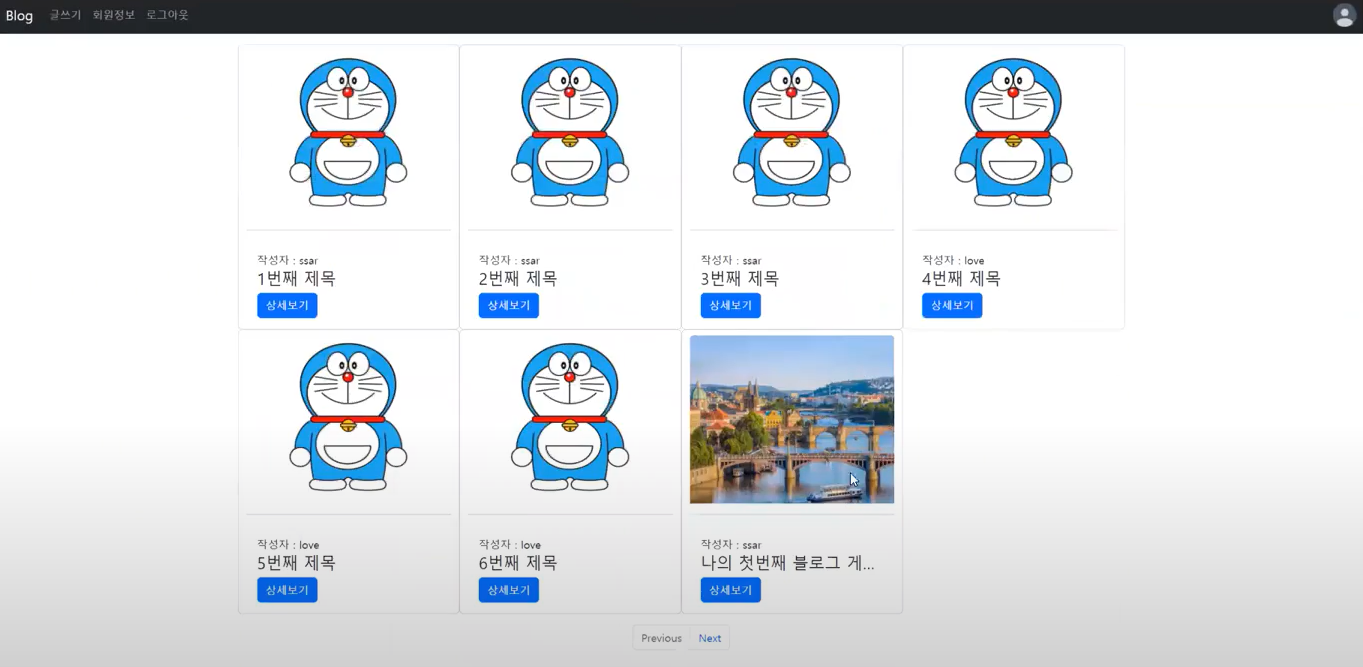 Blog 글쓰기 회원정보 로그아웃
작성자 : ssar
1번째 제목
상세보기
작성자 : ssar
2번째 제목
상세보기
작성자 : ssar
3번째 제목
상세보기
작성자 : love
4번째 제목
상세보기
작성자 : love
5번째 제목
상세보기
작성자 : love
6번째 제목
상세보기
작성자 : ssar
나의 첫번째 블로그 게...
상세보기
Previous Next